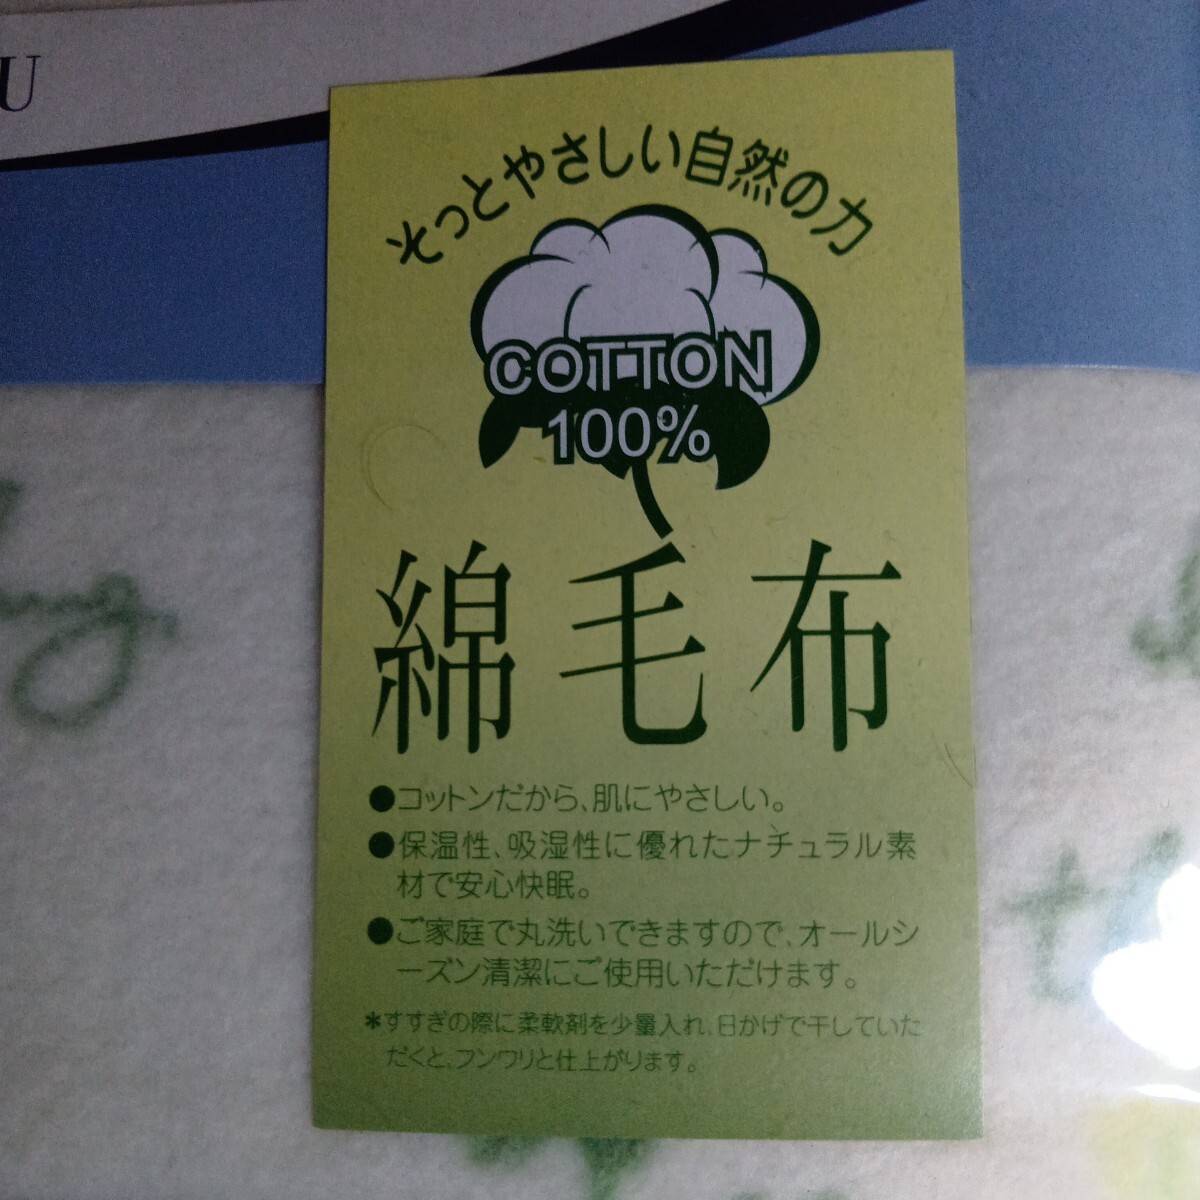 U
そっとやさしい自然の力
COTTON
100%
綿毛布
●コットンだから、肌にやさしい。
●保温性、吸湿性に優れたナチュラル素
材で安心快眠。
●ご家庭で丸洗いできますので、オールシ
ーズン清潔にご使用いただけます。
*すすぎの際に柔軟剤を少量入れ、日かげで干していた
だくと、フンワリと仕上がります。